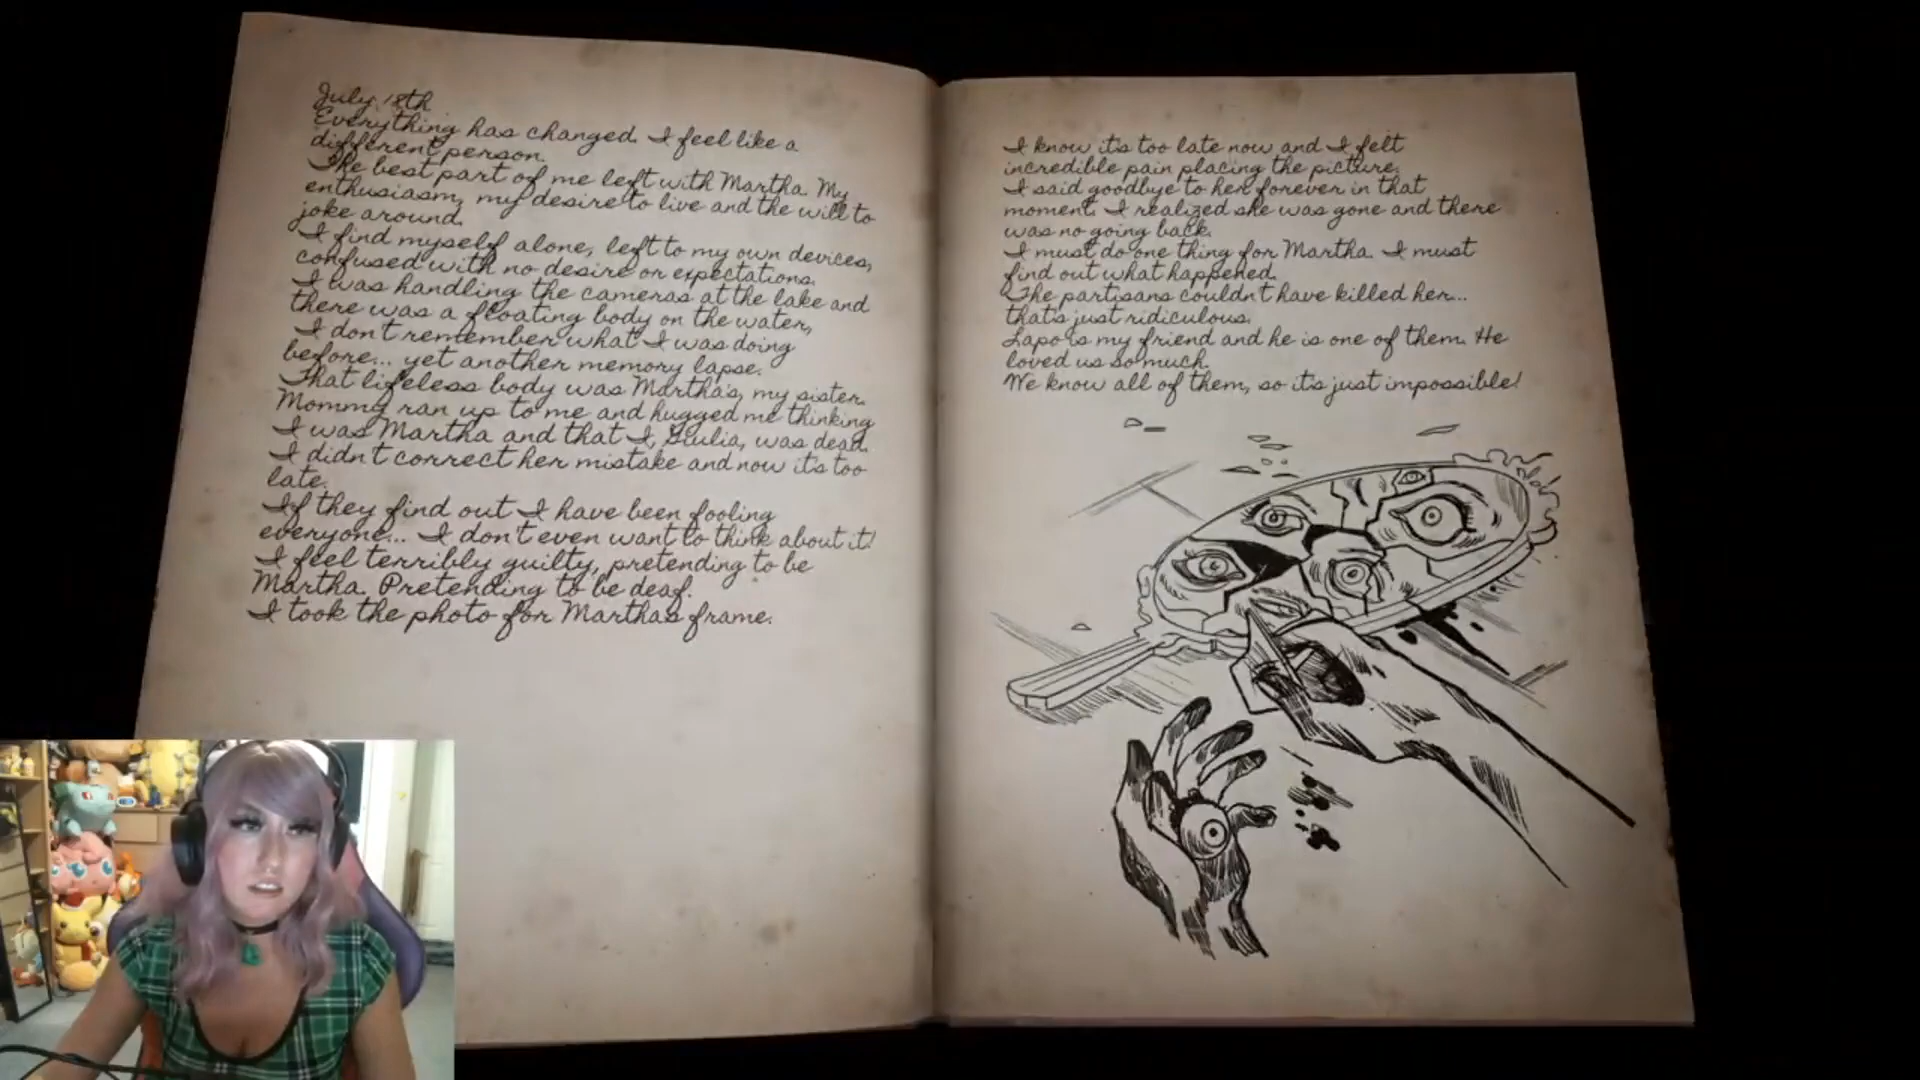 July 18th
Everything has changed. I feel like a
different person.
The best part of me left with Martha. My
enthusiasm, my desire to live and the will to
joke around.
I find myself alone, left to my own devices,
confused with no desire or expectations.
I was handling the cameras at the lake and
there was a floating body on the water,
I don't remember what I was doing
before... yet another memory lapse.
That lifeless body was Martha's, my sister.
Mommy ran up to me and hugged me thinking
I was Martha and that I, Giulia, was dead.
I didn't correct her mistake and now it's too
late.
If they find out I have been fooling
everyone... I don't even want to think about it!
I feel terribly guilty, pretending to be
Martha. Pretending to be deaf.
I took the photo for Martha's frame.
I know it's too late now and I felt
incredible pain placing the picture.
I said goodbye to her forever in that
moment. I realized she was gone and there
was no going back.
I must do one thing for Martha. I must
find out what happened.
The partisans couldn't have killed her...
that's just ridiculous.
Lapo is my friend and he is one of them. He
loved us so much.
We know all of them, so it's just impossible!